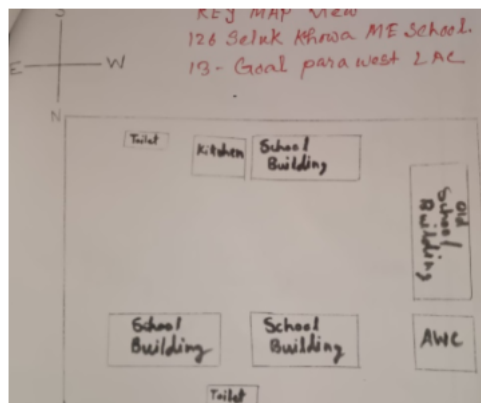 KEY MAP View
126 Seluk Khowa ME School.
13- Goal para west LAC
S
E
W
N
Toilet
Kitchen
School
Building
Old
School
Building
School
Building
School
Building
AWC
Toilet